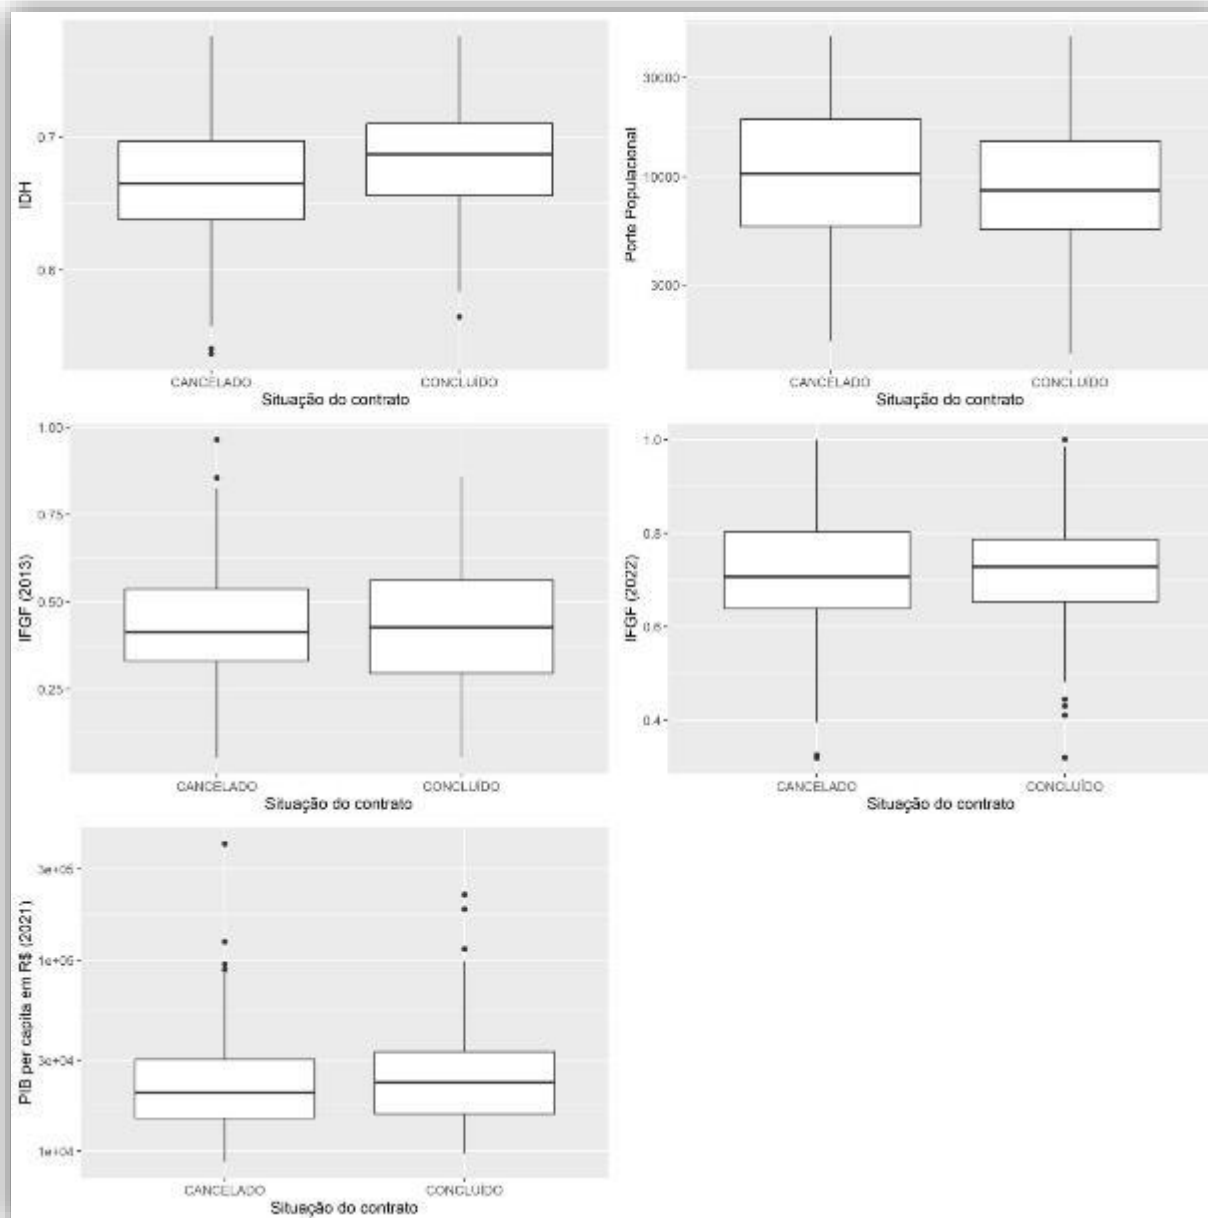 IDH
0.7
0.6
CANCELADO
CONCLUÍDO
Situação do contrato
Porte Populacional
30000
10000
3000
CANCELADO
CONCLUÍDO
Situação do contrato
IFGF (2013)
1.00
0.75
0.50
0.25
CANCELADO
CONCLUÍDO
Situação do contrato
IFGF (2022)
1.0
0.8
0.6
0.4
CANCELADO
CONCLUÍDO
Situação do contrato
PIB per capita em R$ (2021)
3e+05
1e+05
3e+04
1e+04
CANCELADO
CONCLUÍDO
Situação do contrato